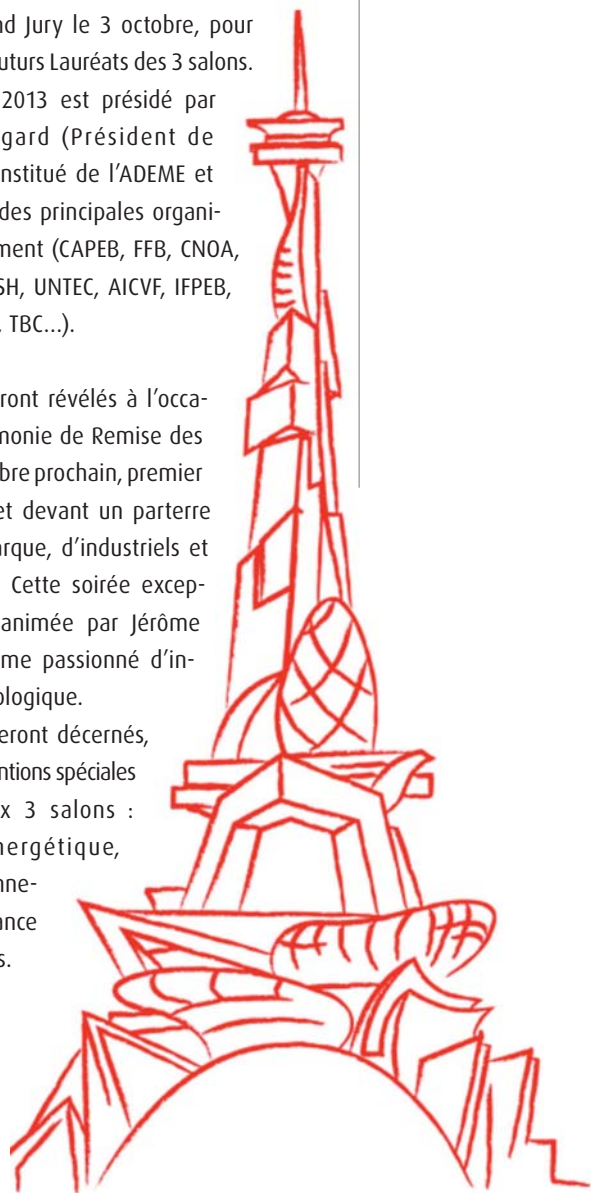 nd Jury le 3 octobre, pour
uturs Lauréats des 3 salons.
2013 est présidé par
gard (Président de
nstitué de l'ADEME et
des principales organi-
ment (CAPEB, FFB, CNOA,
SH, UNTEC, AICVF, IFPEB,
, TBC…).
ront révélés à l'occa-
monie de Remise des
bre prochain, premier
et devant un parterre
arque, d'industriels et
Cette soirée excep-
animée par Jérôme
me passionné d'in-
ologique.
eront décernés,
ntions spéciales
x 3 salons :
nergétique,
nne-
ance
s.